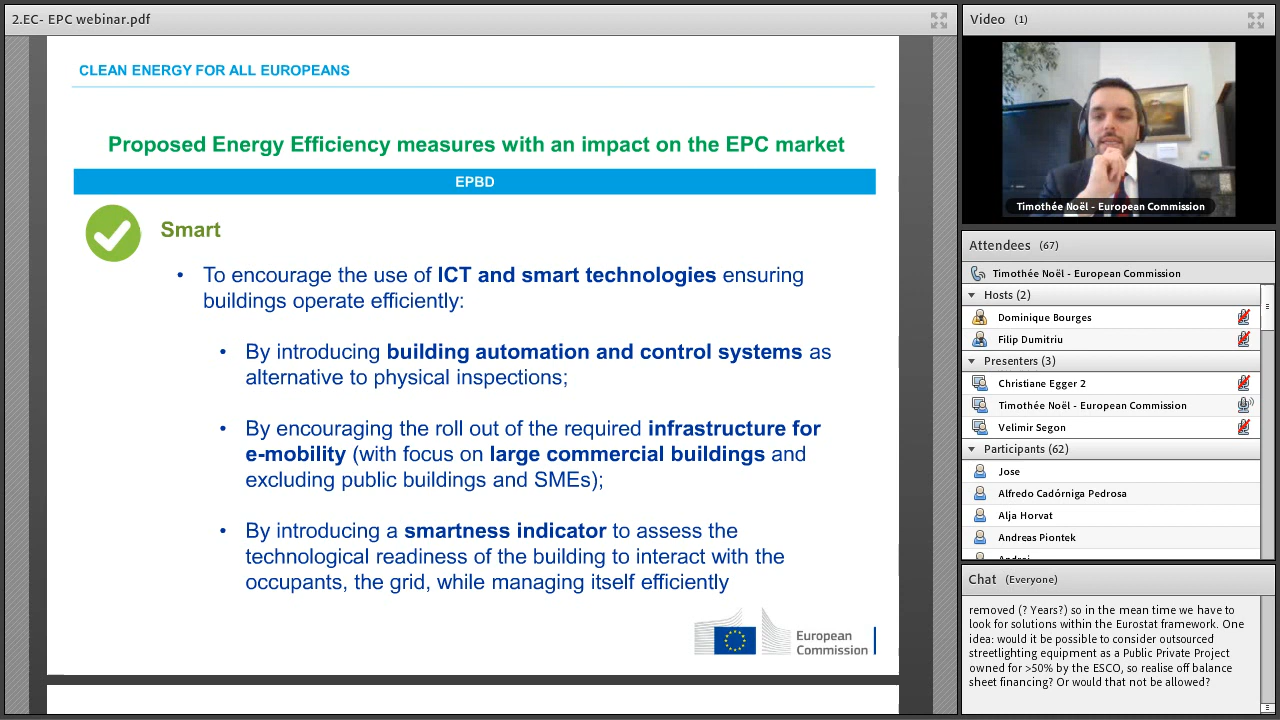 2.EC- EPC webinar.pdf
CLEAN ENERGY FOR ALL EUROPEANS
Proposed Energy Efficiency measures with an impact on the EPC market
EPBD
Smart
• To encourage the use of ICT and smart technologies ensuring
buildings operate efficiently:
• By introducing building automation and control systems as
alternative to physical inspections;
• By encouraging the roll out of the required infrastructure for
e-mobility (with focus on large commercial buildings and
excluding public buildings and SMEs);
• By introducing a smartness indicator to assess the
technological readiness of the building to interact with the
occupants, the grid, while managing itself efficiently
European
Commission
Video (1)
Timothée Noël - European Commission
Attendees (67)
Timothée Noël - European Commission
Hosts (2)
Dominique Bourges
Filip Dumitriu
Presenters (3)
Christiane Egger 2
Timothée Noël - European Commission
Velimir Segon
Participants (62)
Jose
Alfredo Cadórniga Pedrosa
Alja Horvat
Andreas Piontek
Andrei
Chat (Everyone)
removed (? Years?) so in the mean time we have to
look for solutions within the Eurostat framework. One
idea: would it be possible to consider outsourced
streetlighting equipment as a Public Private Project
owned for >50% by the ESCO, so realise off balance
sheet financing? Or would that not be allowed?